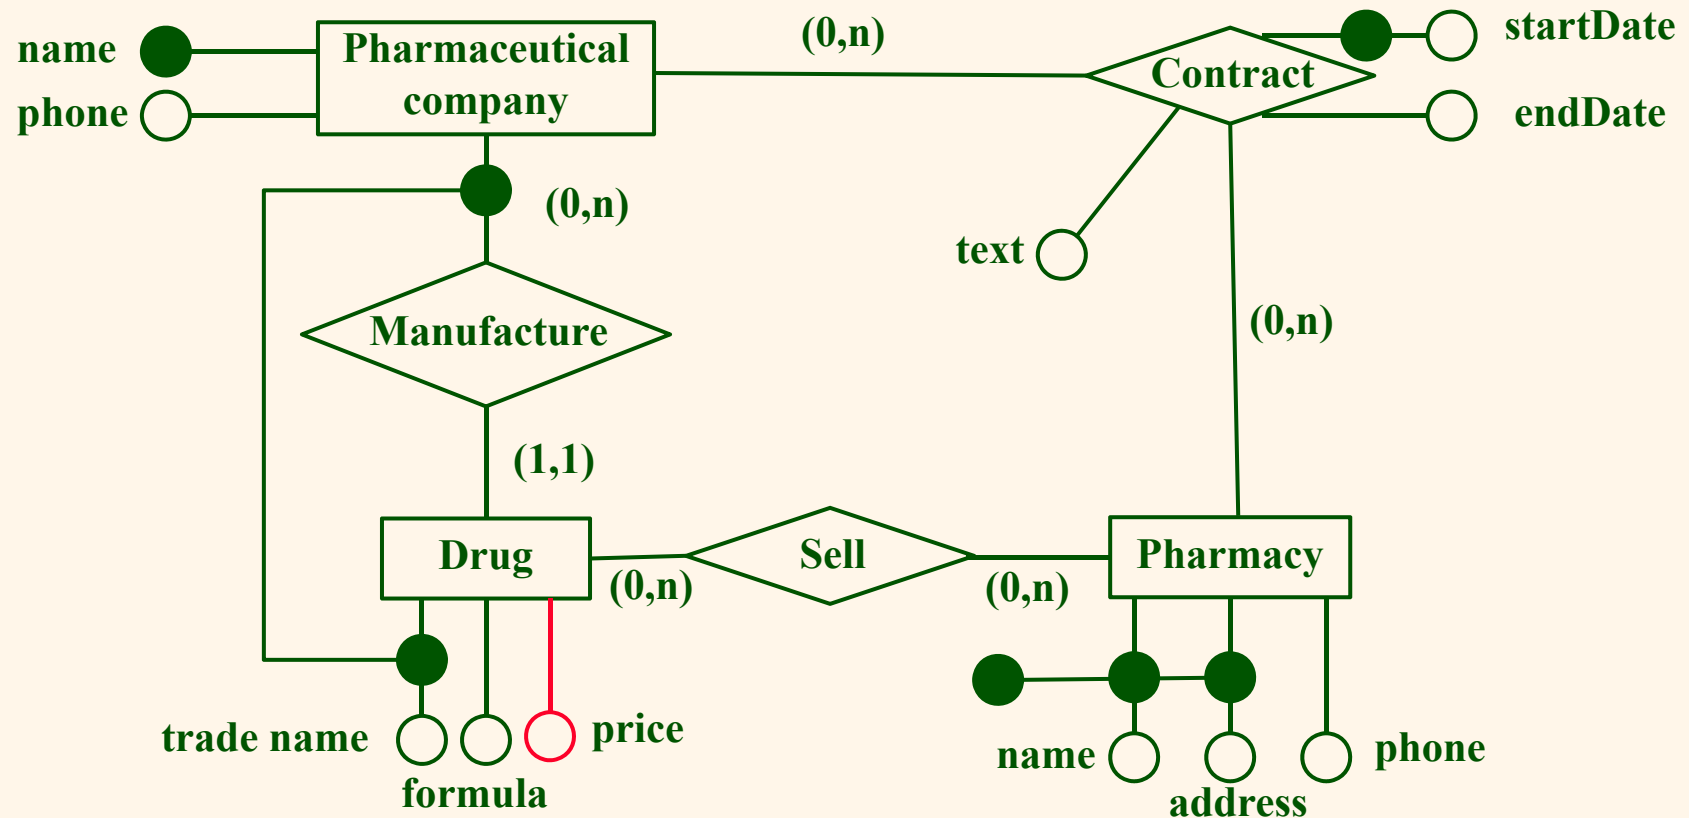 name
Pharmaceutical
company
(0,n)
Contract
startDate
phone
endDate
(0,n)
text
Manufacture
(0,n)
(1,1)
Drug
(0,n)
Sell
(0,n)
Pharmacy
trade name
formula
price
name
address
phone